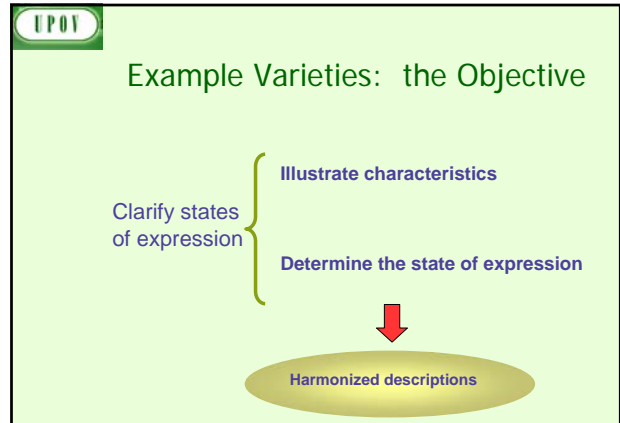 UPOV
Example Varieties: the Objective
Illustrate characteristics
Clarify states
of expression
Determine the state of expression
Harmonized descriptions